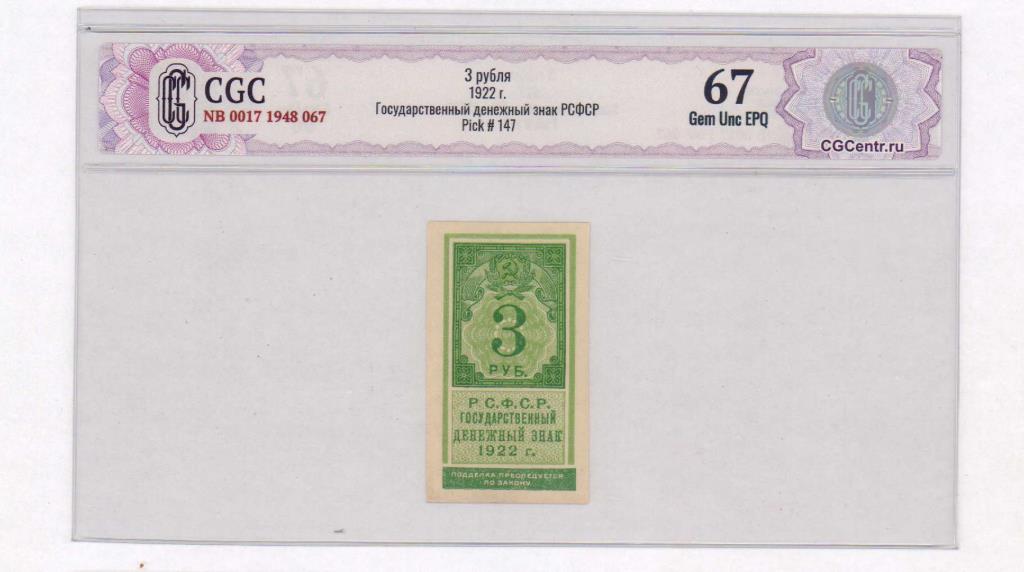 CGC
NB 0017 1948 067
3 рубля
1922 г.
Государственный денежный знак РСФСР
Pick # 147
67
Gem Unc EPQ
CGCentr.ru
3
РУБ.
Р.С.Ф.С.Р.
ГОСУДАРСТВЕННЫЙ
ДЕНЕЖНЫЙ ЗНАК
1922 г.
ПОДДЕЛКА ПРЕСЛЕДУЕТСЯ
ПО ЗАКОНУ